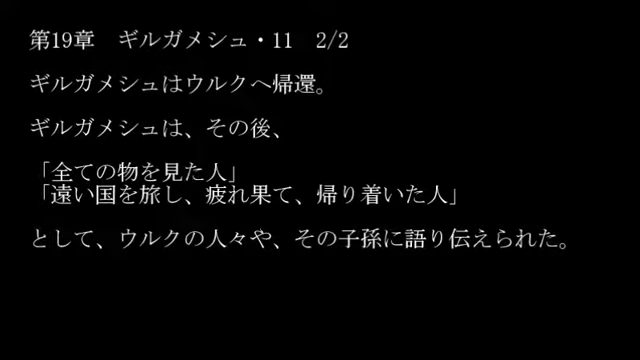 第19章　ギルガメシュ・11　2/2
ギルガメシュはウルクへ帰還。
ギルガメシュは、その後、
「全ての物を見た人」
「遠い国を旅し、疲れ果て、帰り着いた人」
として、ウルクの人々や、その子孫に語り伝えられた。